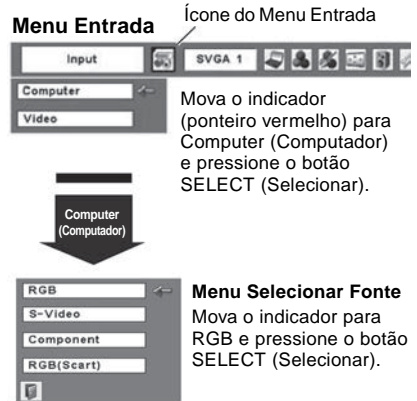 Ícone do Menu Entrada
Menu Entrada
Input
SVGA 1
Computer
Video
Mova o indicador
(ponteiro vermelho) para
Computer (Computador)
e pressione o botão
SELECT (Selecionar).
Computer
(Computador)
RGB
S-Video
Component
RGB(Scart)
Menu Selecionar Fonte
Mova o indicador para
RGB e pressione o botão
SELECT (Selecionar).